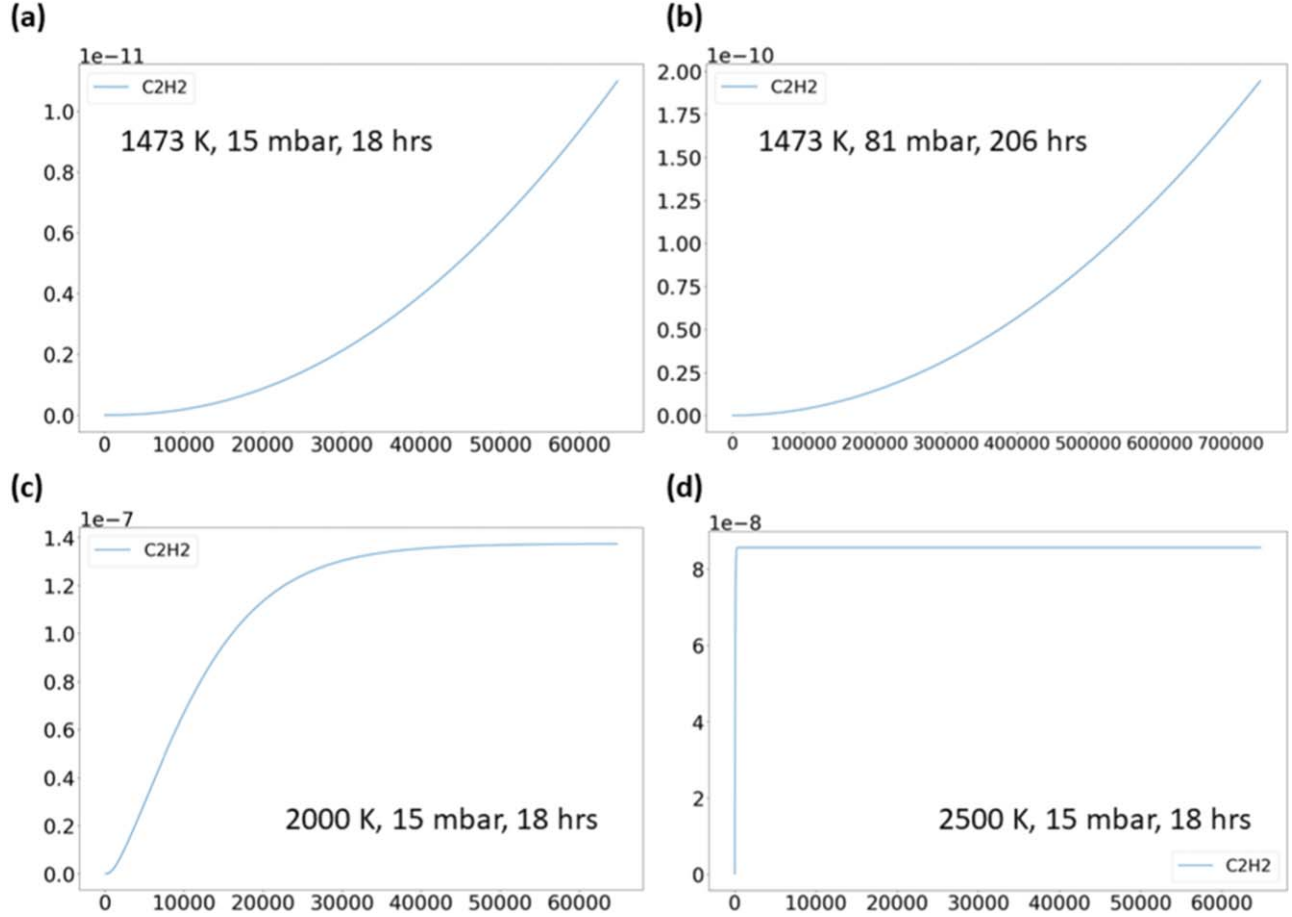 (a)
1e−11
C2H2
1473 K, 15 mbar, 18 hrs
1.0
0.8
0.6
0.4
0.2
0.0
0 10000 20000 30000 40000 50000 60000
(b)
1e−10
2.00
C2H2
1.75
1473 K, 81 mbar, 206 hrs
1.50
1.25
1.00
0.75
0.50
0.25
0.00
0 100000 200000 300000 400000 500000 600000 700000
(c)
1e−7
1.4
C2H2
1.2
1.0
0.8
0.6
0.4
2000 K, 15 mbar, 18 hrs
0.2
0.0
0 10000 20000 30000 40000 50000 60000
(d)
1e−8
8
6
4
2
2500 K, 15 mbar, 18 hrs
C2H2
0
0 10000 20000 30000 40000 50000 60000